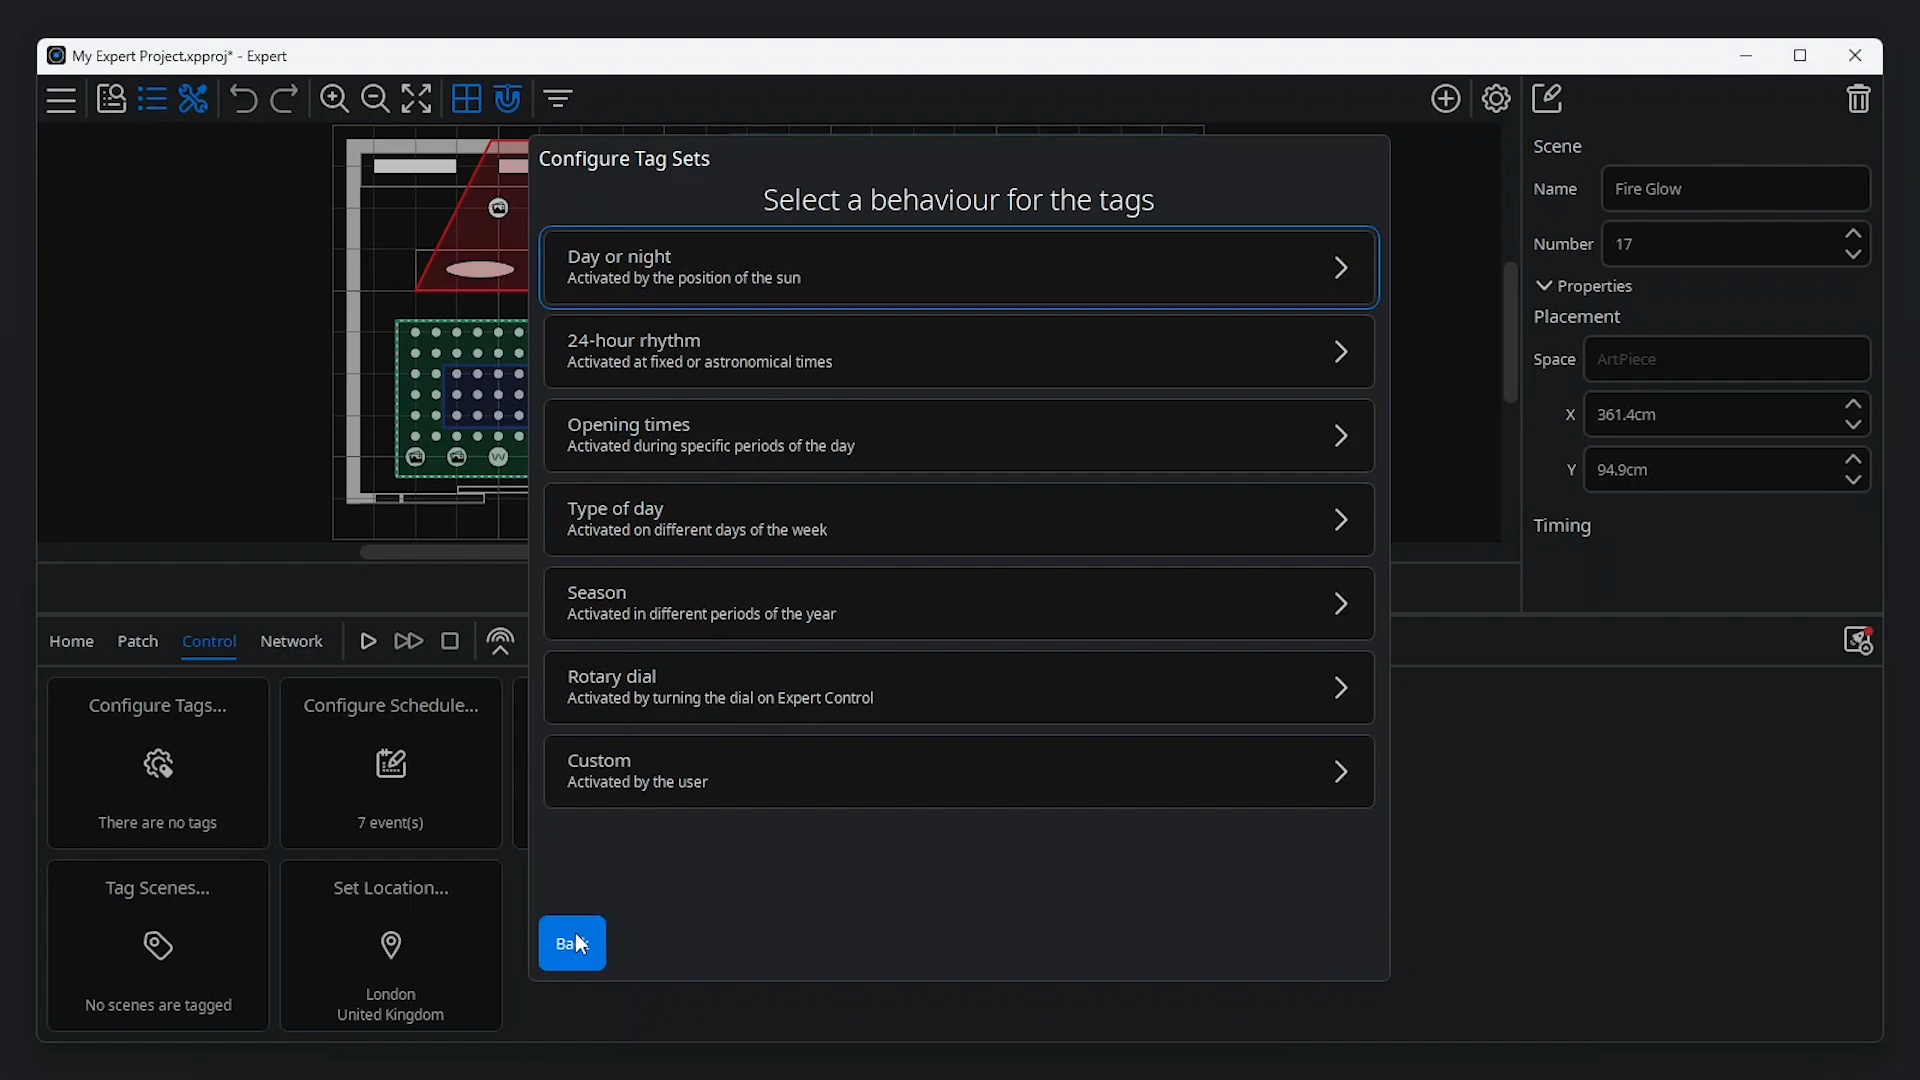 My Expert Project.xpproj* - Expert
Configure Tag Sets
Select a behaviour for the tags
Day or night
Activated by the position of the sun
24-hour rhythm
Activated at fixed or astronomical times
Opening times
Activated during specific periods of the day
Type of day
Activated on different days of the week
Season
Activated in different periods of the year
Rotary dial
Activated by turning the dial on Expert Control
Custom
Activated by the user
Scene
Name Fire Glow
Number 17
Properties
Placement
Space ArtPiece
X 361.4cm
Y 94.9cm
Timing
Home Patch Control Network
Configure Tags...
There are no tags
Configure Schedule...
7 event(s)
Tag Scenes...
No scenes are tagged
Set Location...
London
United Kingdom